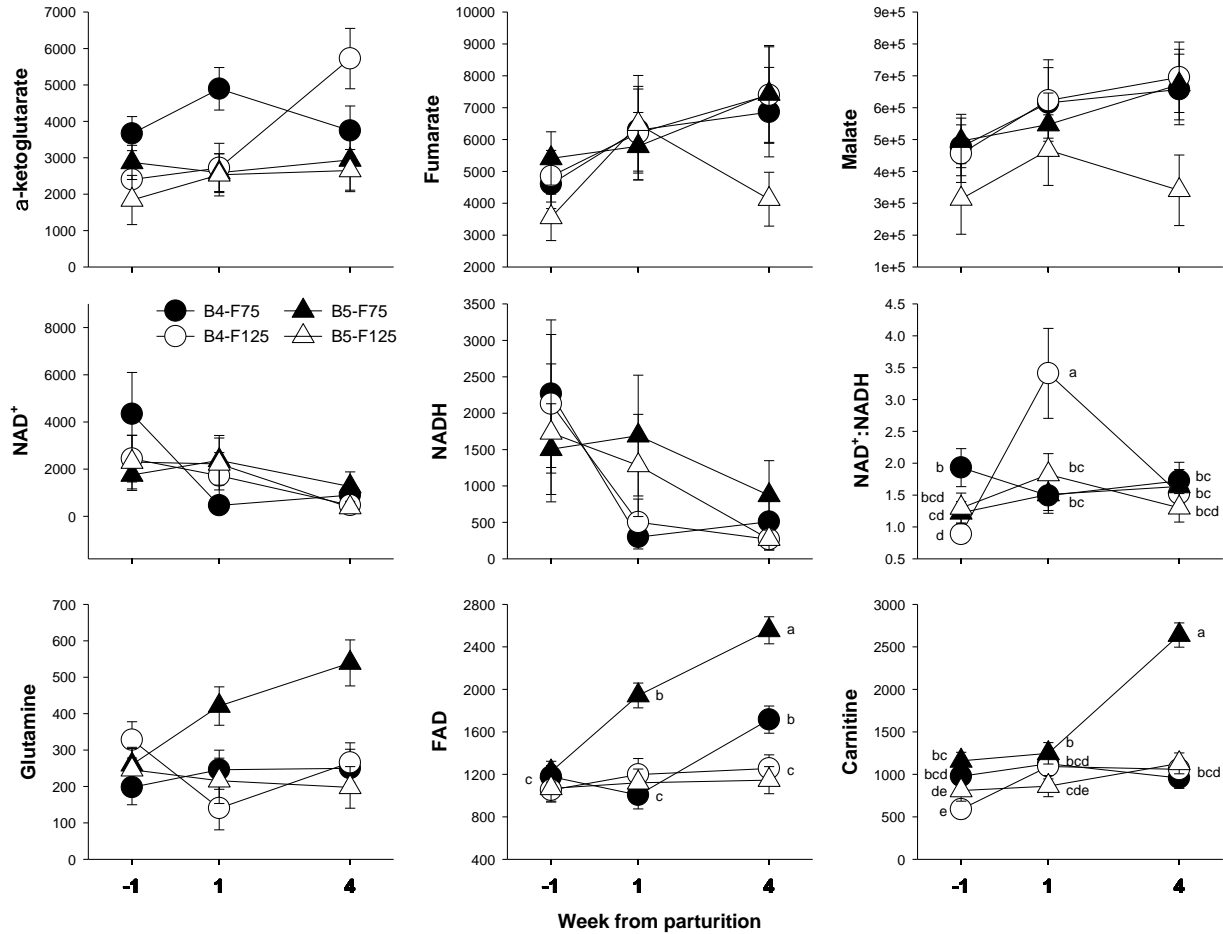 a-ketoglutarate
7000
6000
5000
4000
3000
2000
1000
0
Fumarate
10000
9000
8000
7000
6000
5000
4000
3000
2000
Malate
9e+5
8e+5
7e+5
6e+5
5e+5
4e+5
3e+5
2e+5
1e+5
NAD+
8000
6000
4000
2000
0
B4-F75
B5-F75
B4-F125
B5-F125
NADH
3500
3000
2500
2000
1500
1000
500
0
NAD+:NADH
4.5
4.0
3.5
3.0
2.5
2.0
1.5
1.0
0.5
a
b
bc
bc
bcd
bc
bc
cd
bcd
d
Glutamine
700
600
500
400
300
200
100
0
-1
1
4
FAD
2800
2400
2000
1600
1200
800
400
a
b
b
c
c
c
-1
1
4
Carnitine
3000
2500
2000
1500
1000
500
0
a
b
bc
bcd
bcd
bcd
de
cde
e
-1
1
4
Week from parturition